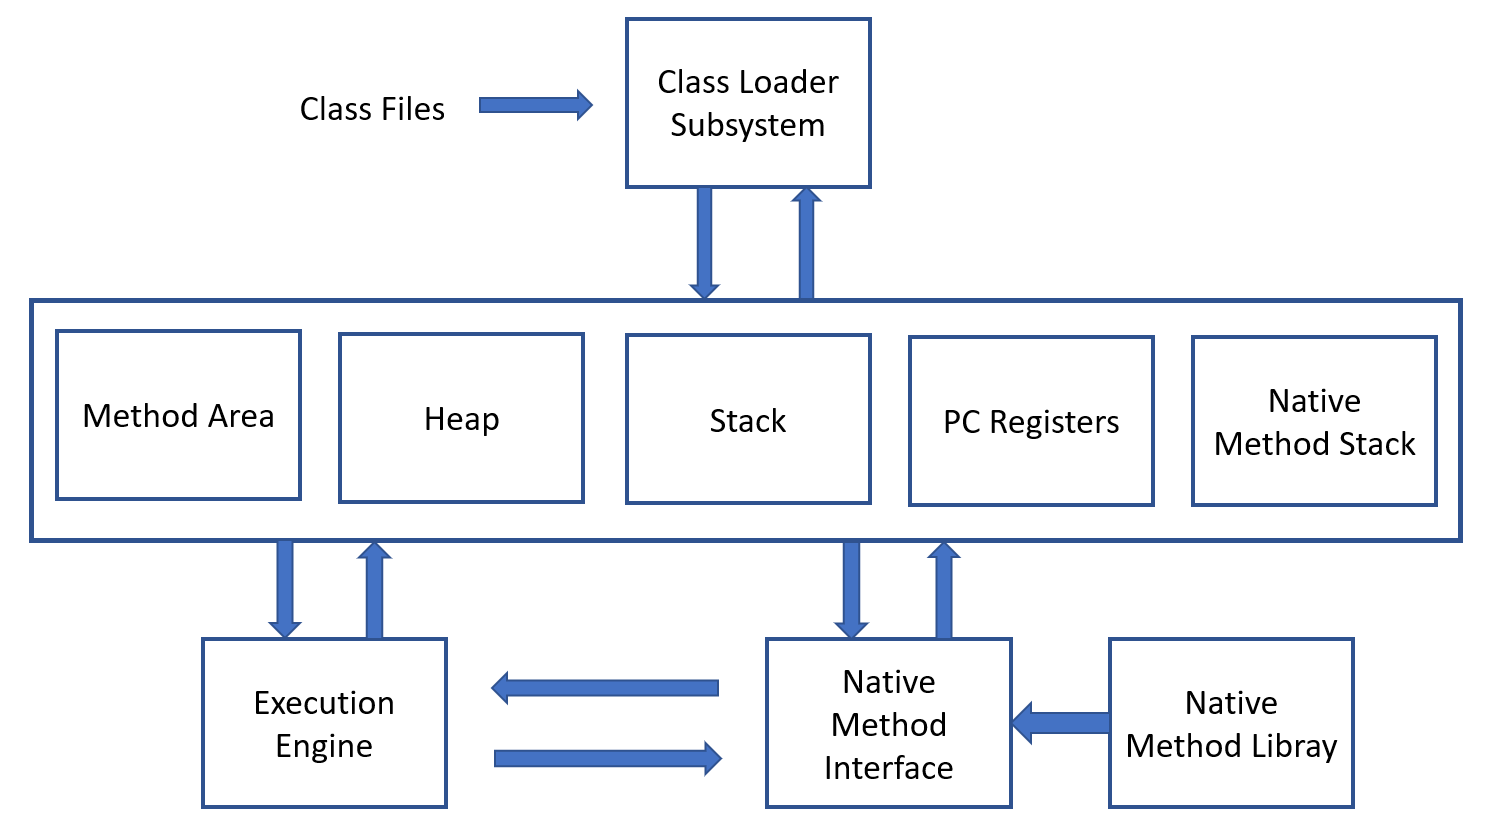 Class Files
Class Loader
Subsystem
Method Area
Heap
Stack
PC Registers
Native
Method Stack
Execution
Engine
Native
Method
Interface
Native
Method Libray